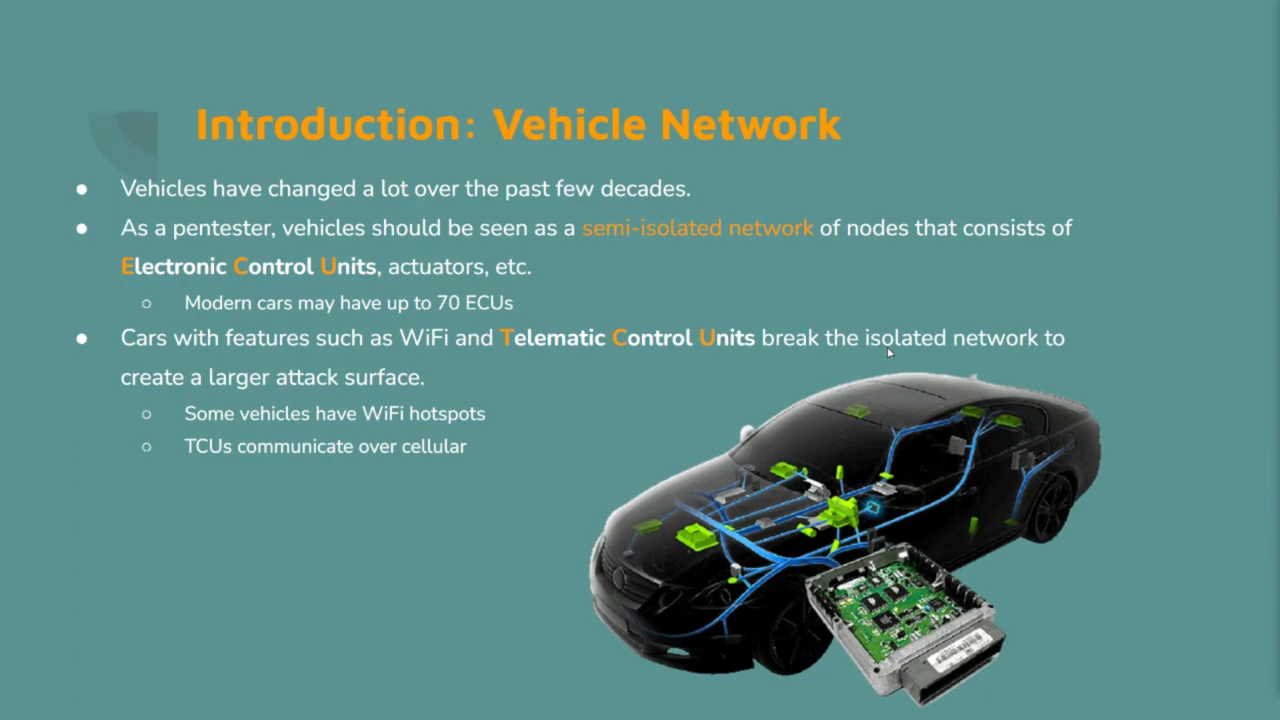 Introduction: Vehicle Network
● Vehicles have changed a lot over the past few decades.
● As a pentester, vehicles should be seen as a semi-isolated network of nodes that consists of
Electronic Control Units, actuators, etc.
○ Modern cars may have up to 70 ECUs
● Cars with features such as WiFi and Telematic Control Units break the isolated network to
create a larger attack surface.
○ Some vehicles have WiFi hotspots
○ TCUs communicate over cellular